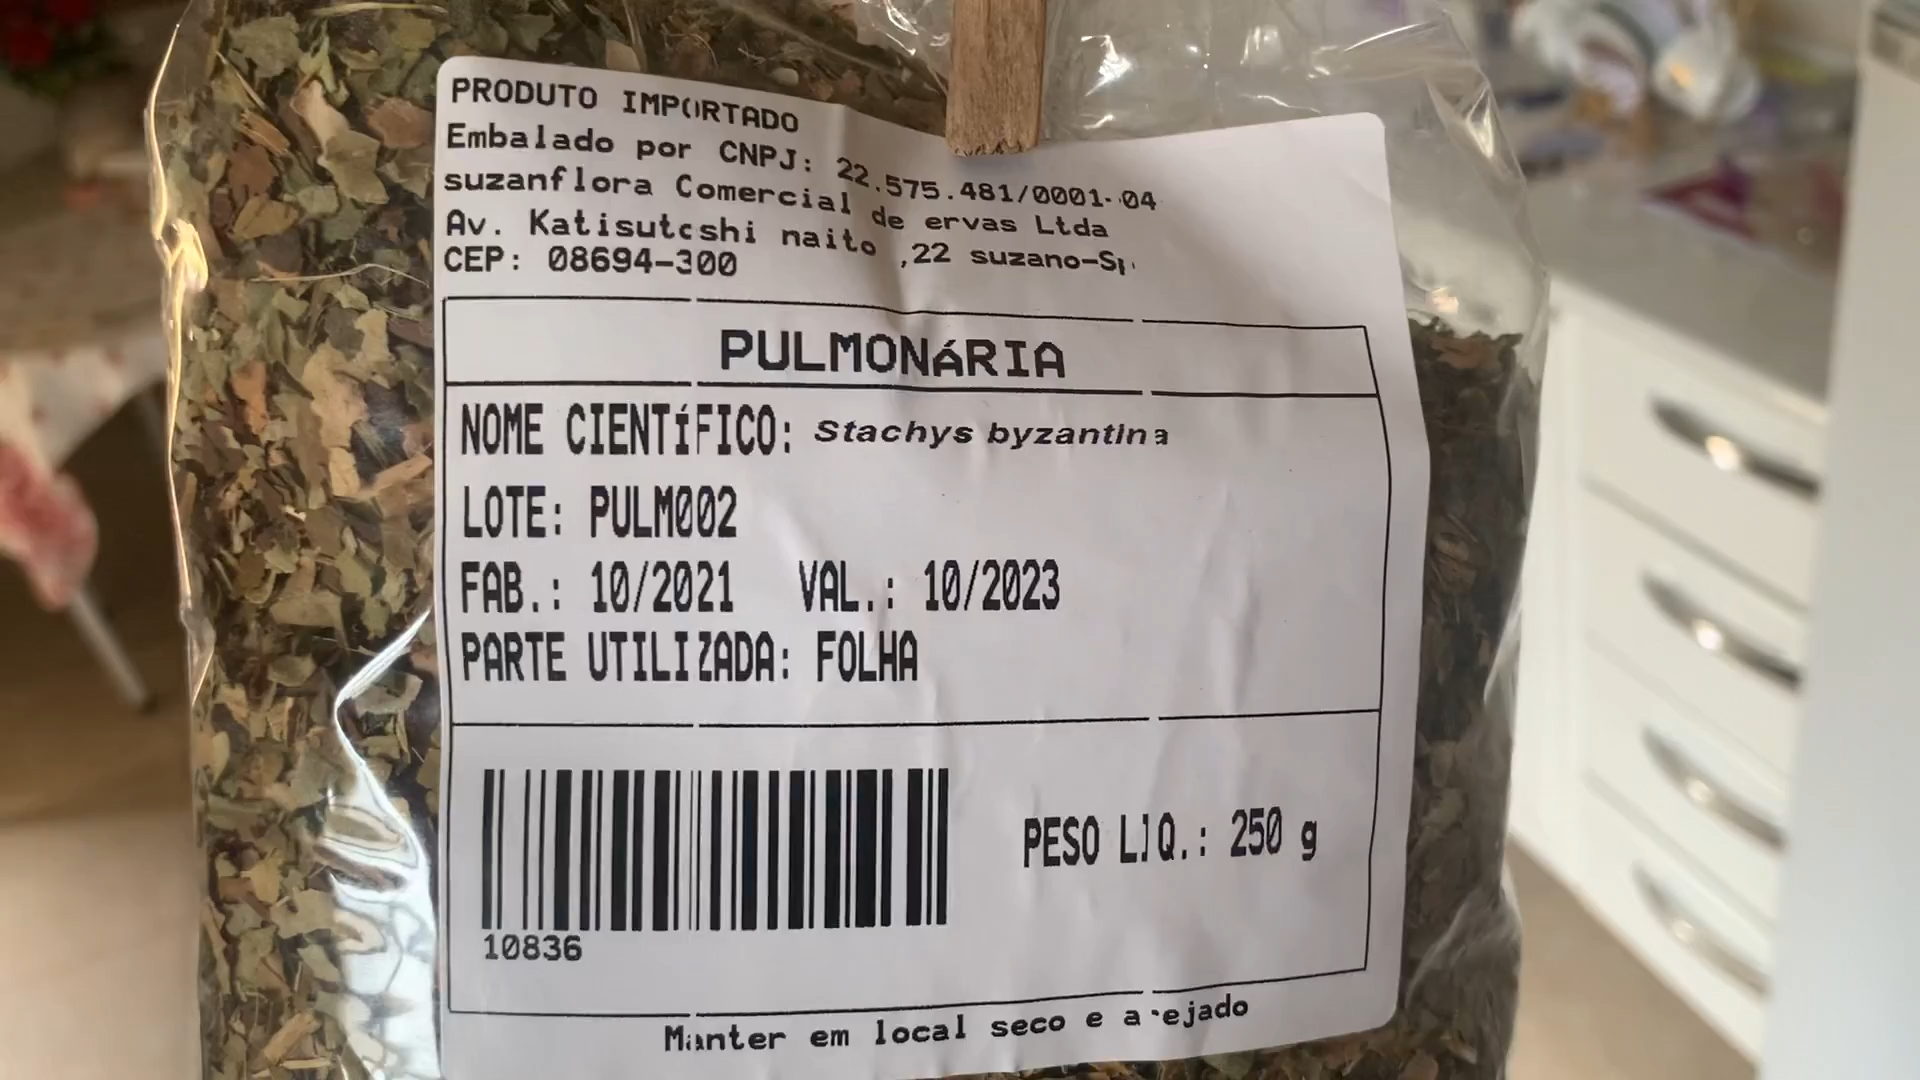 PRODUTO IMPORTADO
Embalado por CNPJ: 22.575.481/0001-04
suzanflora Comercial de ervas Ltda
Av. Katisutoshi naito ,22 suzano-Sp
CEP: 08694-300
PULMONáRIA
NOME CIENTíFICO: Stachys byzantina
LOTE: PULM002
FAB.: 10/2021 VAL.: 10/2023
PARTE UTILIZADA: FOLHA
PESO LIQ.: 250 g
10836
Manter em local seco e arejado